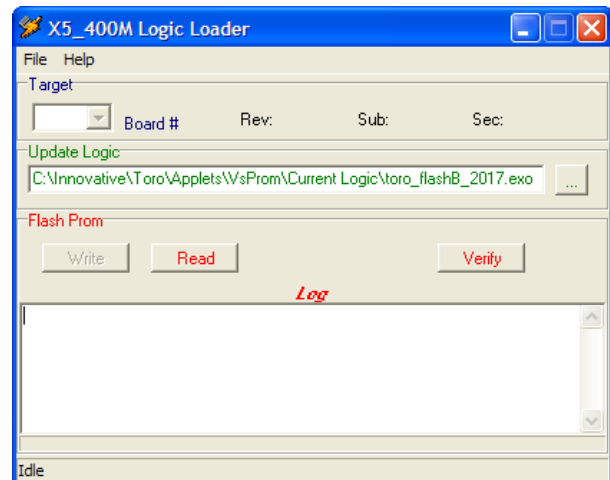 X5_400M Logic Loader
File Help
Target
Board # Rev: Sub: Sec:
Update Logic
C:\Innovative\Toro\Applets\VsProm\Current Logic\toro_flashB_2017.exo ...
Flash Prom
Write Read Verify
Log
Idle